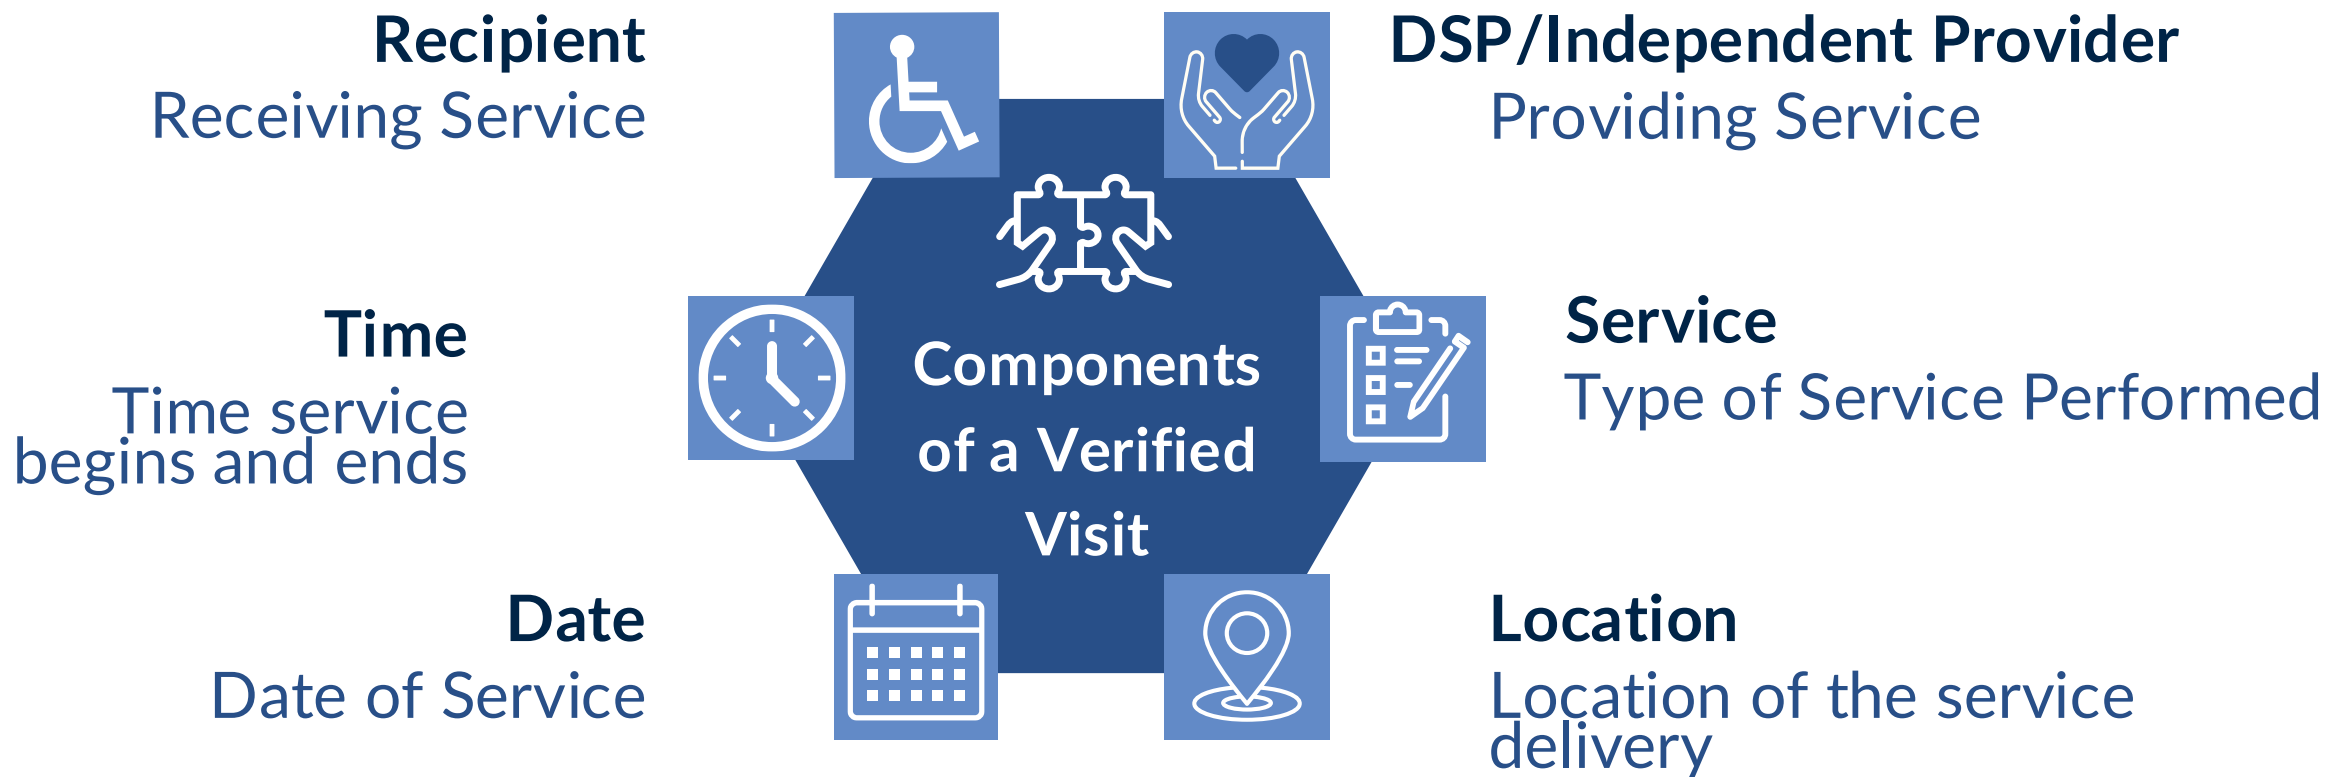 Recipient
Receiving Service
DSP/Independent Provider
Providing Service
Time
Time service
begins and ends
Components
of a Verified
Visit
Service
Type of Service Performed
Date
Date of Service
Location
Location of the service
delivery